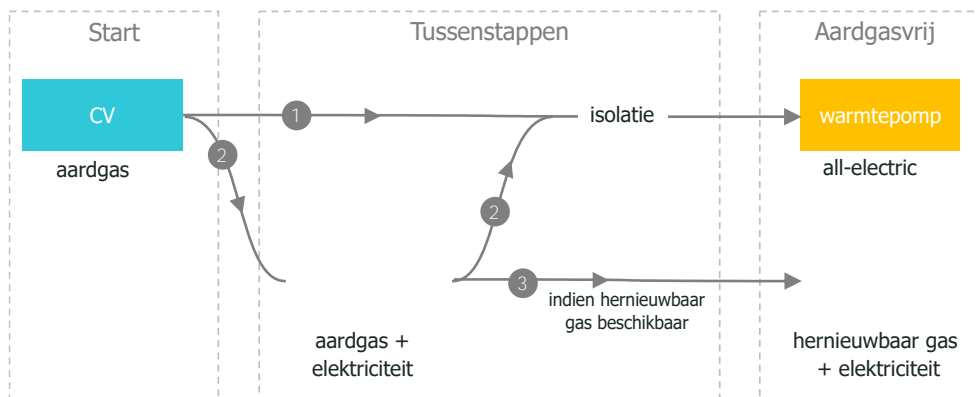 Start
Tussenstappen
Aardgasvrij
CV
1
isolatie
warmtepomp
aardgas
2
all-electric
2
3
indien hernieuwbaar
gas beschikbaar
aardgas +
elektriciteit
hernieuwbaar gas
+ elektriciteit